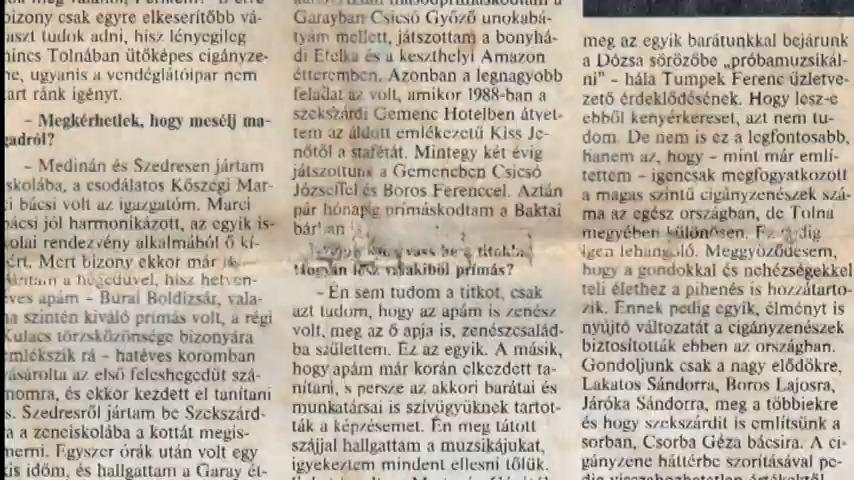 bizony csak egyre elkeserítőbb vá-
aszt tudok adni, hisz lényegileg
nincs Tolnában ütőképes cigányze-
ne, ugyanis a vendéglátóipar nem
tart ránk igényt.
– Megkérhetlek, hogy mesélj ma-
gadról?
– Medinán és Szedresen jártam
skolába, a csodálatos Kőszegi Mar-
ci bácsi volt az igazgatóm. Marci
bácsi jól harmonikázott, az egyik is-
kolai rendezvény alkalmából ő kí-
sért. Mert bizony ekkor már
a hegedűvel, hisz hetven-
éves apám – Burai Boldizsár, vala-
ha szintén kiváló prímás volt, a régi
Kulacs törzsközönsége bizonyára
emlékszik rá – hatéves koromban
vásárolta az első feleshegedűt szá-
momra, és ekkor kezdett el tanítani
s. Szedresről jártam be Szekszárd-
ra a zeneiskolába a kottát megis-
merni. Egyszer órák után volt egy
kis időm, és hallgattam a Garay ét-
Garayban Csicsó Győző unokabá-
tyám mellett, játszottam a bonyhá-
di Etelka és a keszthelyi Amazon
étteremben. Azonban a legnagyobb
feladat az volt, amikor 1988-ban a
szekszárdi Gemenc Hotelben átvet-
tem az áldott emlékezetű Kiss Je-
nőtől a stafétát. Mintegy két évig
játszottunk a Gemencben Csicsó
Józseffel és Boros Ferenccel. Aztán
pár hónapig prímáskodtam a Baktai
bárban
titokba
Hogyan lesz valakiből prímás?
– Én sem tudom a titkot, csak
azt tudom, hogy az apám is zenész
volt, meg az ő apja is, zenészcsalád-
ba születtem. Ez az egyik. A másik,
hogy apám már korán elkezdett ta-
nítani, s persze az akkori barátai és
munkatársai is szívügyüknek tartot-
ták a képzésemet. Én meg tátott
szájjal hallgattam a muzsikájukat,
igyekeztem mindent ellesni tőlük.
meg az egyik barátunkkal bejárunk
a Dózsa sörözőbe „próbamuzsikál-
ni” – hála Tumpek Ferenc üzletve-
zető érdeklődésének. Hogy lesz-e
ebből kenyérkereset, azt nem tu-
dom. De nem is ez a legfontosabb,
hanem az, hogy – mint már emlí-
tettem – igencsak megfogyatkozott
a magas szintű cigányzenészek szá-
ma az egész országban, de Tolna
megyében különösen. Ez pedig
igen lehangoló. Meggyőződésem,
hogy a gondokkal és nehézségekkel
teli élethez a pihenés is hozzátarto-
zik. Ennek pedig egyik, élményt is
nyújtó változatát a cigányzenészek
biztosították ebben az országban.
Gondoljunk csak a nagy elődökre,
Lakatos Sándorra, Boros Lajosra,
Járóka Sándorra, meg a többiekre
és hogy szekszárdit is említsünk a
sorban, Csorba Géza bácsira. A ci-
gányzene háttérbe szorításával pe-
dig visszahozhatatlan értékektől